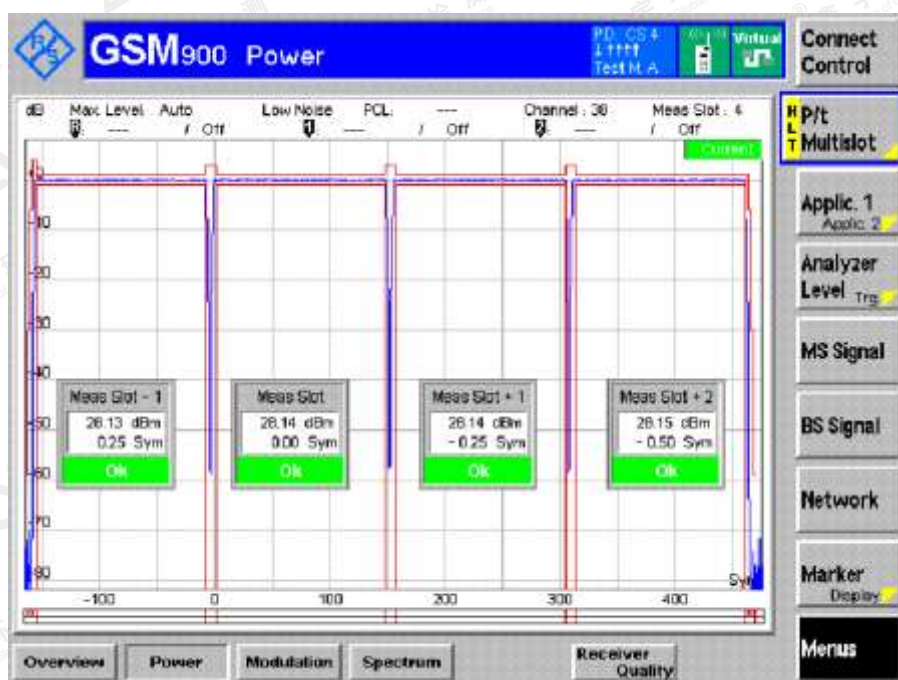 R&S GSM900 Power
PD: CS 4
Test M. A
Virtual
Connect
Control
dB Max. Level: Auto Low Noise PCL: --- Channel: 38 Meas Slot: 4
--- / Off --- / Off --- / Off
Current
H
L
T
P/t
Multislot
Applic. 1
Applic. 2
Analyzer
Level Trg
MS Signal
BS Signal
Network
Marker
Display
Menus
-10
-20
-30
-40
-50
-60
-70
-80
Meas Slot - 1
28.13 dBm
0.25 Sym
Ok
Meas Slot
28.14 dBm
0.00 Sym
Ok
Meas Slot + 1
28.14 dBm
- 0.25 Sym
Ok
Meas Slot + 2
28.15 dBm
- 0.50 Sym
Ok
-100 0 100 200 300 400
Overview Power Modulation Spectrum Receiver
Quality